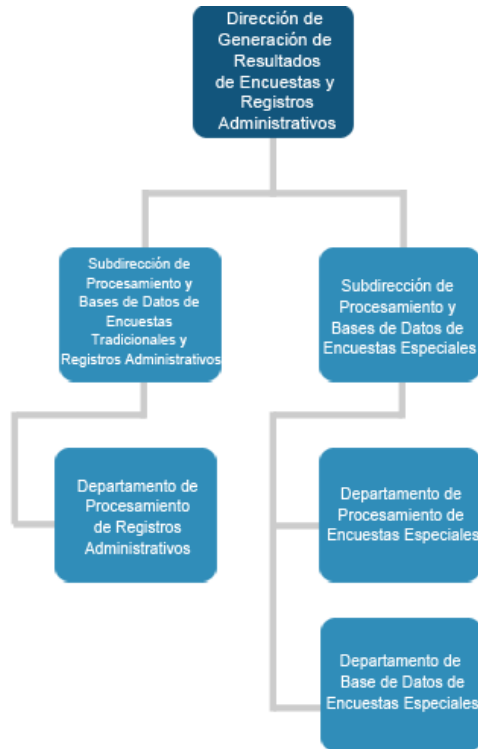 Dirección de
Generación de
Resultados
de Encuestas y
Registros
Administrativos
Subdirección de
Procesamiento y
Bases de Datos de
Encuestas
Tradicionales y
Registros Administrativos
Subdirección de
Procesamiento y
Bases de Datos de
Encuestas Especiales
Departamento de
Procesamiento
de Registros
Administrativos
Departamento de
Procesamiento de
Encuestas Especiales
Departamento de
Base de Datos de
Encuestas Especiales